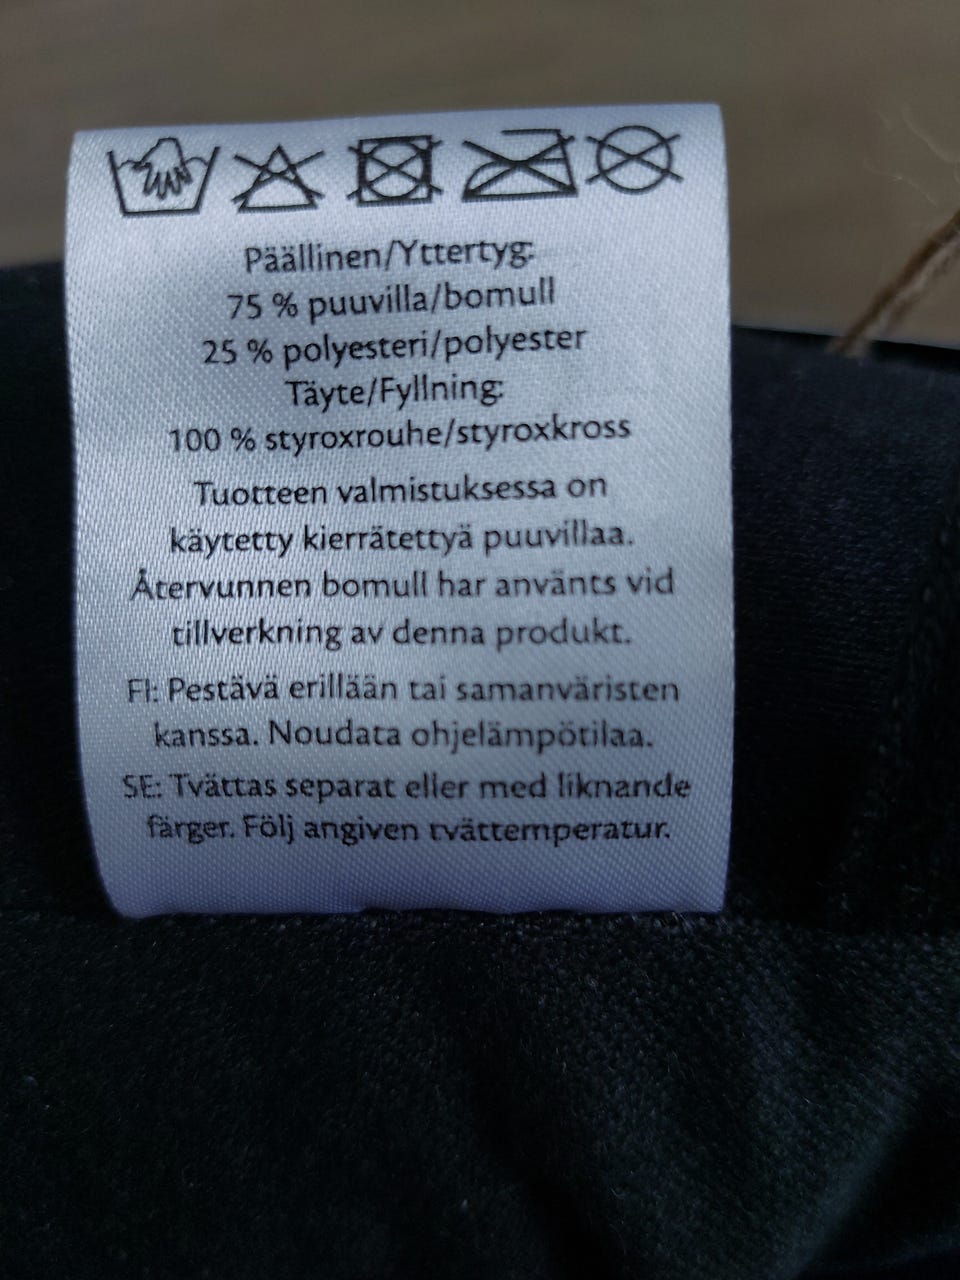 Päällinen/Yttertyg:
75 % puuvilla/bomull
25 % polyesteri/polyester
Täyte/Fyllning:
100 % styroxrouhe/styroxkross
Tuotteen valmistuksessa on
käytetty kierrätettyä puuvillaa.
Återvunnen bomull har använts vid
tillverkning av denna produkt.
FI: Pestävä erillään tai samanväristen
kanssa. Noudata ohjelämpötilaa.
SE: Tvättas separat eller med liknande
färger. Följ angiven tvättemperatur.